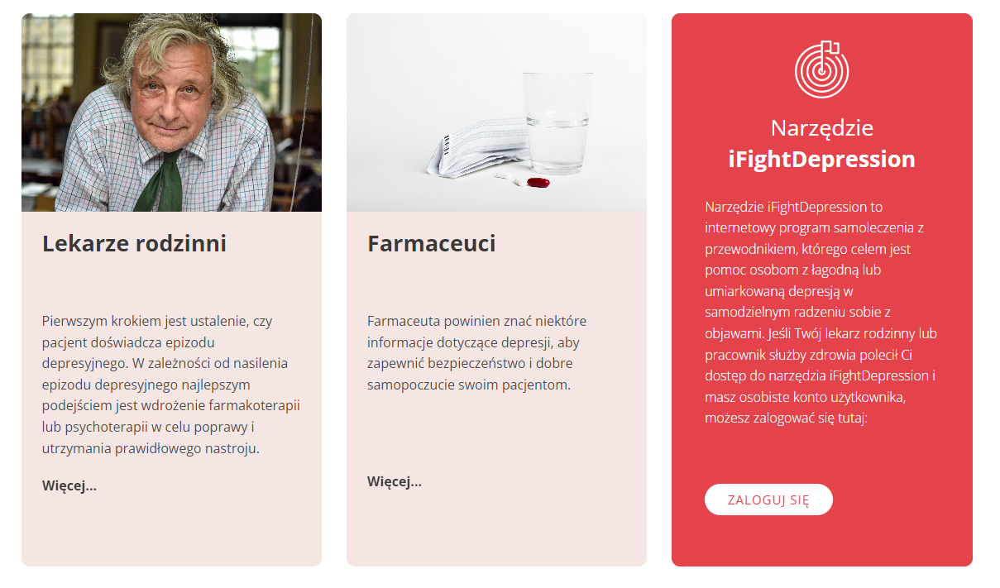 Lekarze rodzinni
Pierwszym krokiem jest ustalenie, czy
pacjent doświadcza epizodu
depresyjnego. W zależności od nasilenia
epizodu depresyjnego najlepszym
podejściem jest wdrożenie farmakoterapii
lub psychoterapii w celu poprawy i
utrzymania prawidłowego nastroju.
Więcej...
Farmaceuci
Farmaceuta powinien znać niektóre
informacje dotyczące depresji, aby
zapewnić bezpieczeństwo i dobre
samopoczucie swoim pacjentom.
Więcej...
Narzędzie
iFightDepression
Narzędzie iFightDepression to
internetowy program samoleczenia z
przewodnikiem, którego celem jest
pomoc osobom z łagodną lub
umiarkowaną depresją w
samodzielnym radzeniu sobie z
objawami. Jeśli Twój lekarz rodzinny lub
pracownik służby zdrowia polecił Ci
dostęp do narzędzia iFightDepression i
masz osobiste konto użytkownika,
możesz zalogować się tutaj:
ZALOGUJ SIĘ